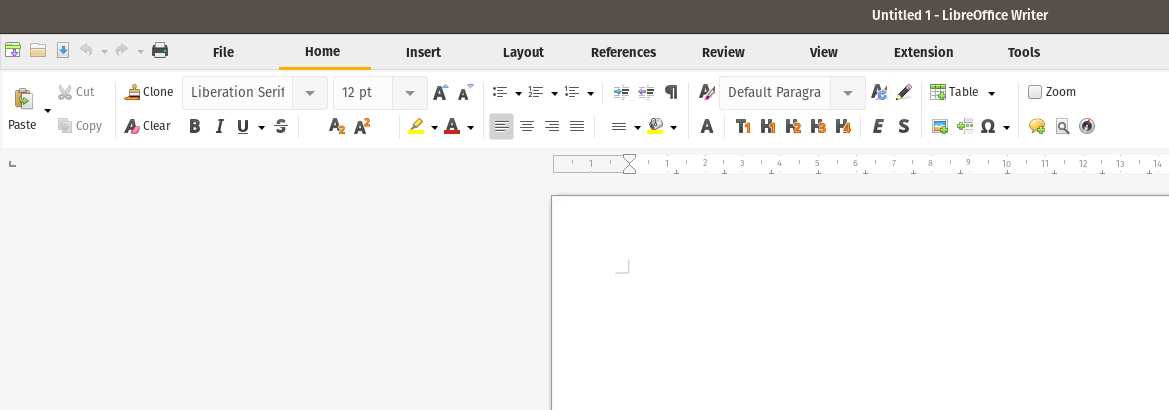 Untitled 1 - LibreOffice Writer
File Home Insert Layout References Review View Extension Tools
Cut Clone Liberation Serif 12 pt Default Paragra Table Zoom
Paste Copy Clear B I U S A2 A2 A T1 H1 H2 H3 H4 E S Ω
1 1 2 3 4 5 6 7 8 9 10 11 12 13 14